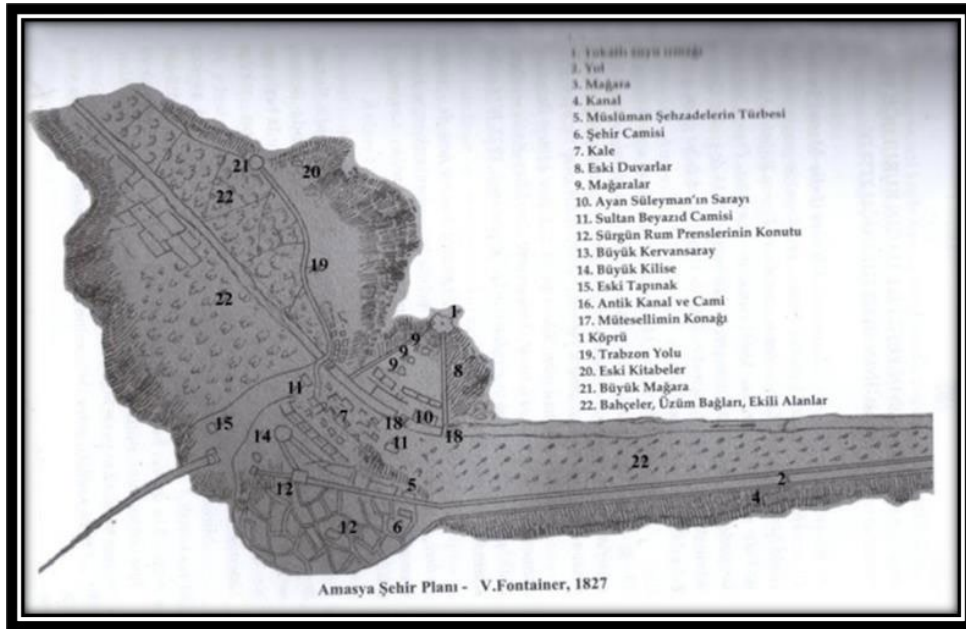 1.
2. Yol
3. Mağara
4. Kanal
5. Müslüman Şehzadelerin Türbesi
6. Şehir Camisi
7. Kale
8. Eski Duvarlar
9. Mağaralar
10. Ayan Süleyman'ın Sarayı
11. Sultan Beyazıd Camisi
12. Sürgün Rum Prenslerinin Konutu
13. Büyük Kervansaray
14. Büyük Kilise
15. Eski Tapınak
16. Antik Kanal ve Cami
17. Mütesellimin Konağı
1 Köprü
19. Trabzon Yolu
20. Eski Kitabeler
21. Büyük Mağara
22. Bahçeler, Üzüm Bağları, Ekili Alanlar
21
20
22
19
22
1
9
9
9
8
11
7
18
10
15
14
11
18
22
12
5
2
4
12
6
Amasya Şehir Planı - V.Fontainer, 1827